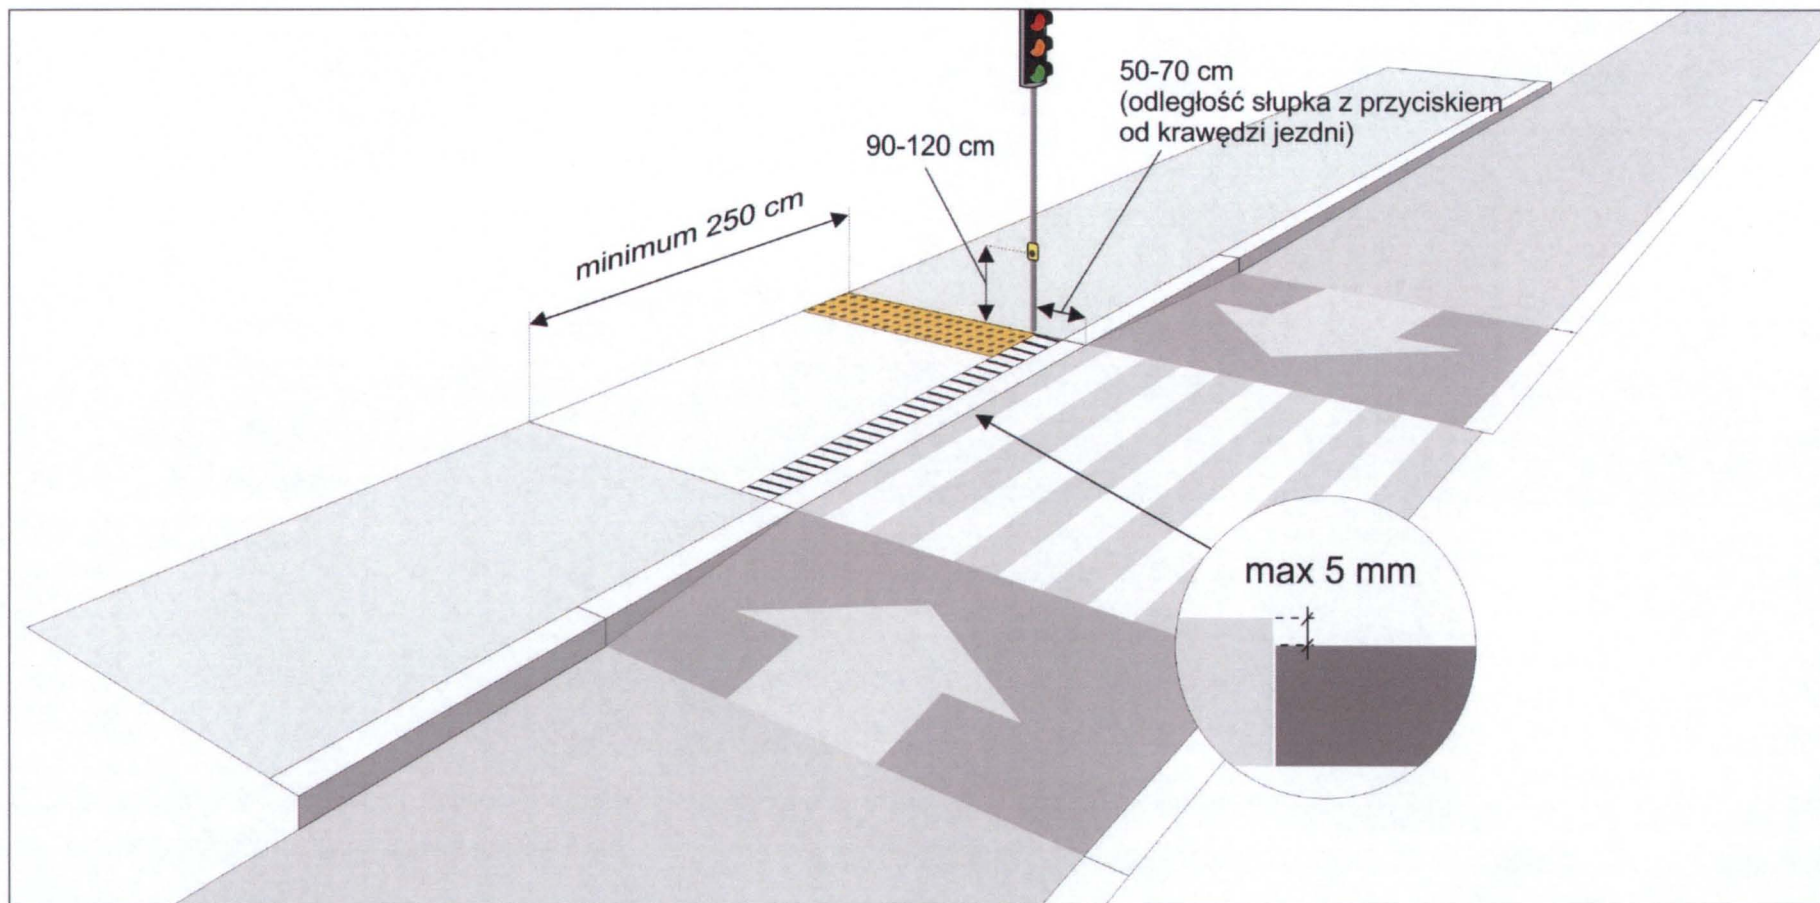 50-70 cm
(odległość słupka z przyciskiem
od krawędzi jezdni)
90-120 cm
minimum 250 cm
max 5 mm